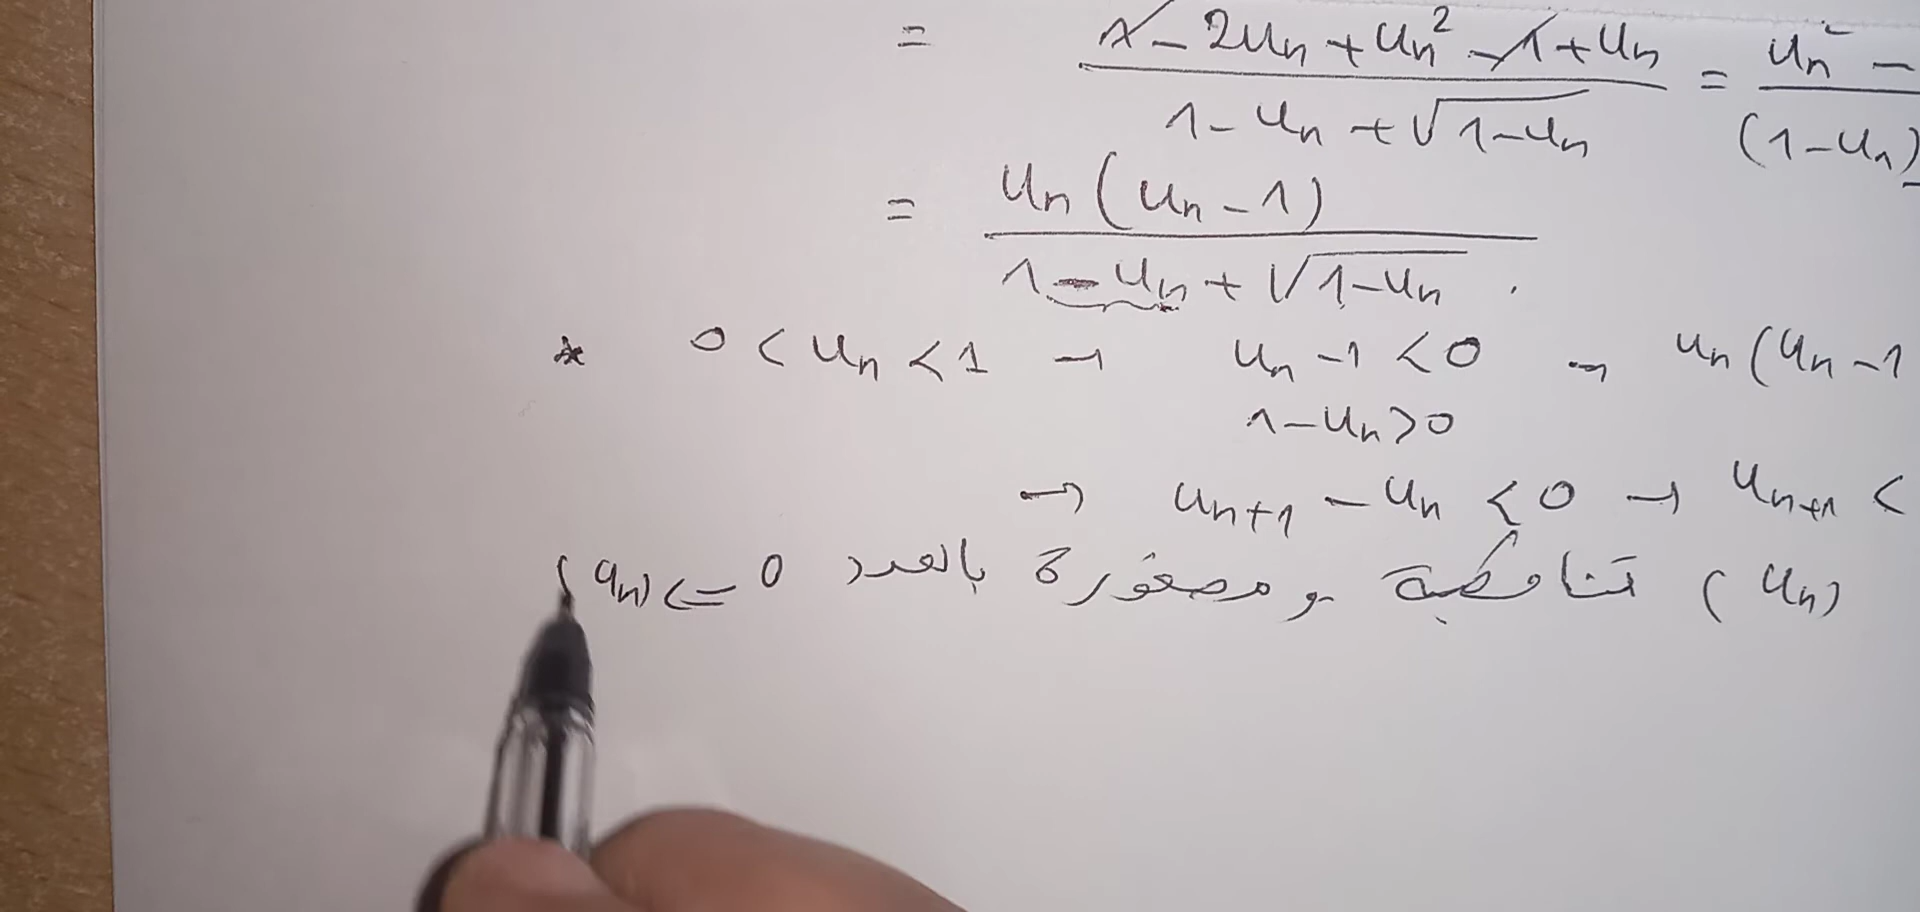 = (1 - 2Un + Un² - 1 + Un) / (1 - Un + √(1-Un)) = (Un² - / (1-Un)
= Un(Un-1) / (1-Un + √(1-Un)) .
* 0 < Un < 1 → Un - 1 < 0 → Un(Un-1
1-Un > 0
→ Un+1 - Un < 0 → Un+1 <
(Un) تناقصية و مصغورة بالعدد 0 <= (Un)